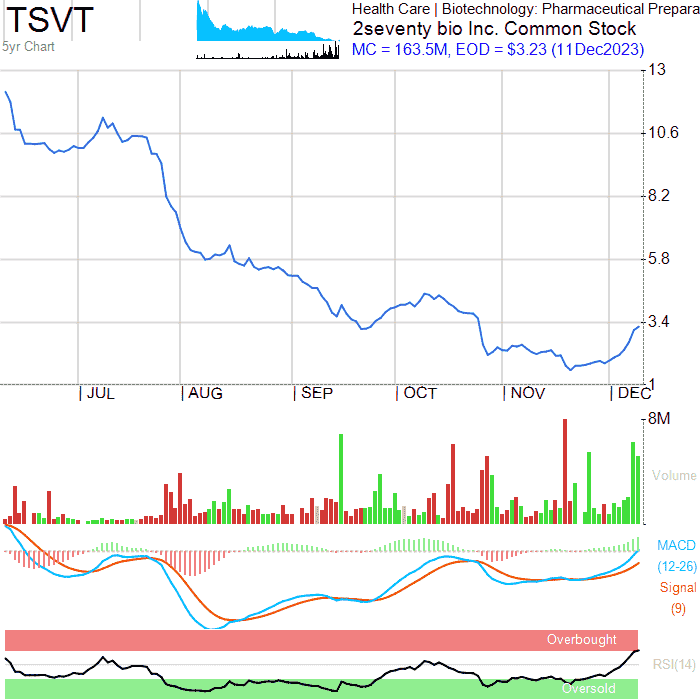 TSVT
5yr Chart
Health Care | Biotechnology: Pharmaceutical Prepara
2seventy bio Inc. Common Stock
MC = 163.5M, EOD = $3.23 (11Dec2023)
13
10.6
8.2
5.8
3.4
1
JUL AUG SEP OCT NOV DEC
8M
Volume
MACD
(12-26)
Signal
(9)
Overbought
RSI(14)
Oversold